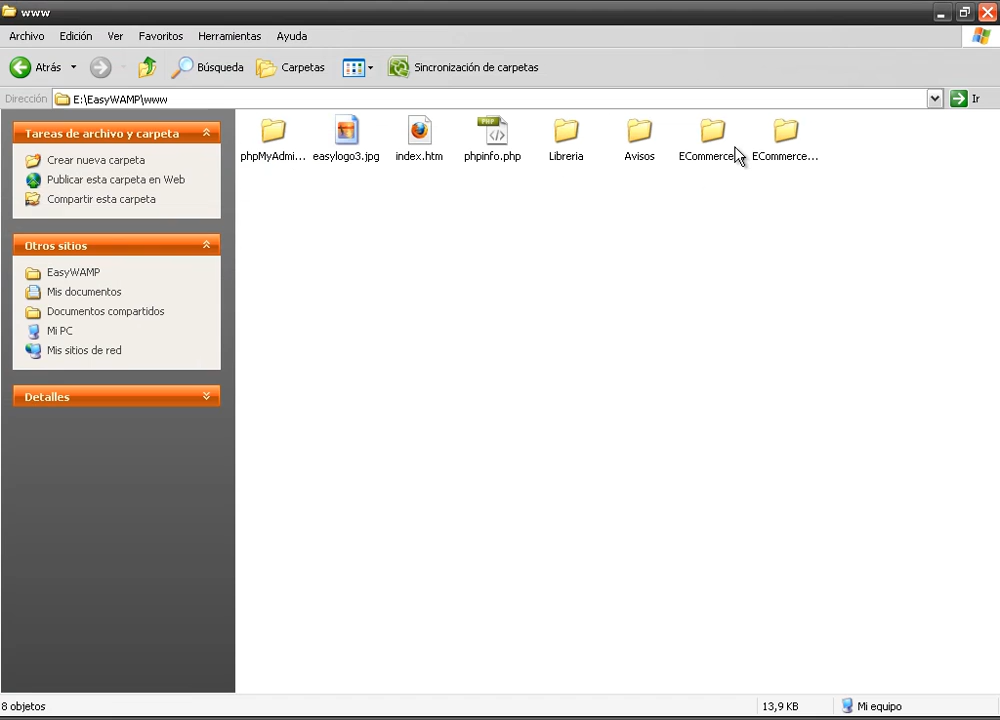 www
Archivo Edición Ver Favoritos Herramientas Ayuda
Atrás Búsqueda Carpetas Sincronización de carpetas
Dirección E:\EasyWAMP\www Ir
Tareas de archivo y carpeta
Crear nueva carpeta
Publicar esta carpeta en Web
Compartir esta carpeta
Otros sitios
EasyWAMP
Mis documentos
Documentos compartidos
Mi PC
Mis sitios de red
Detalles
PHP
phpMyAdmi... easylogo3.jpg index.htm phpinfo.php Libreria Avisos ECommerce ECommerce...
8 objetos 13,9 KB Mi equipo